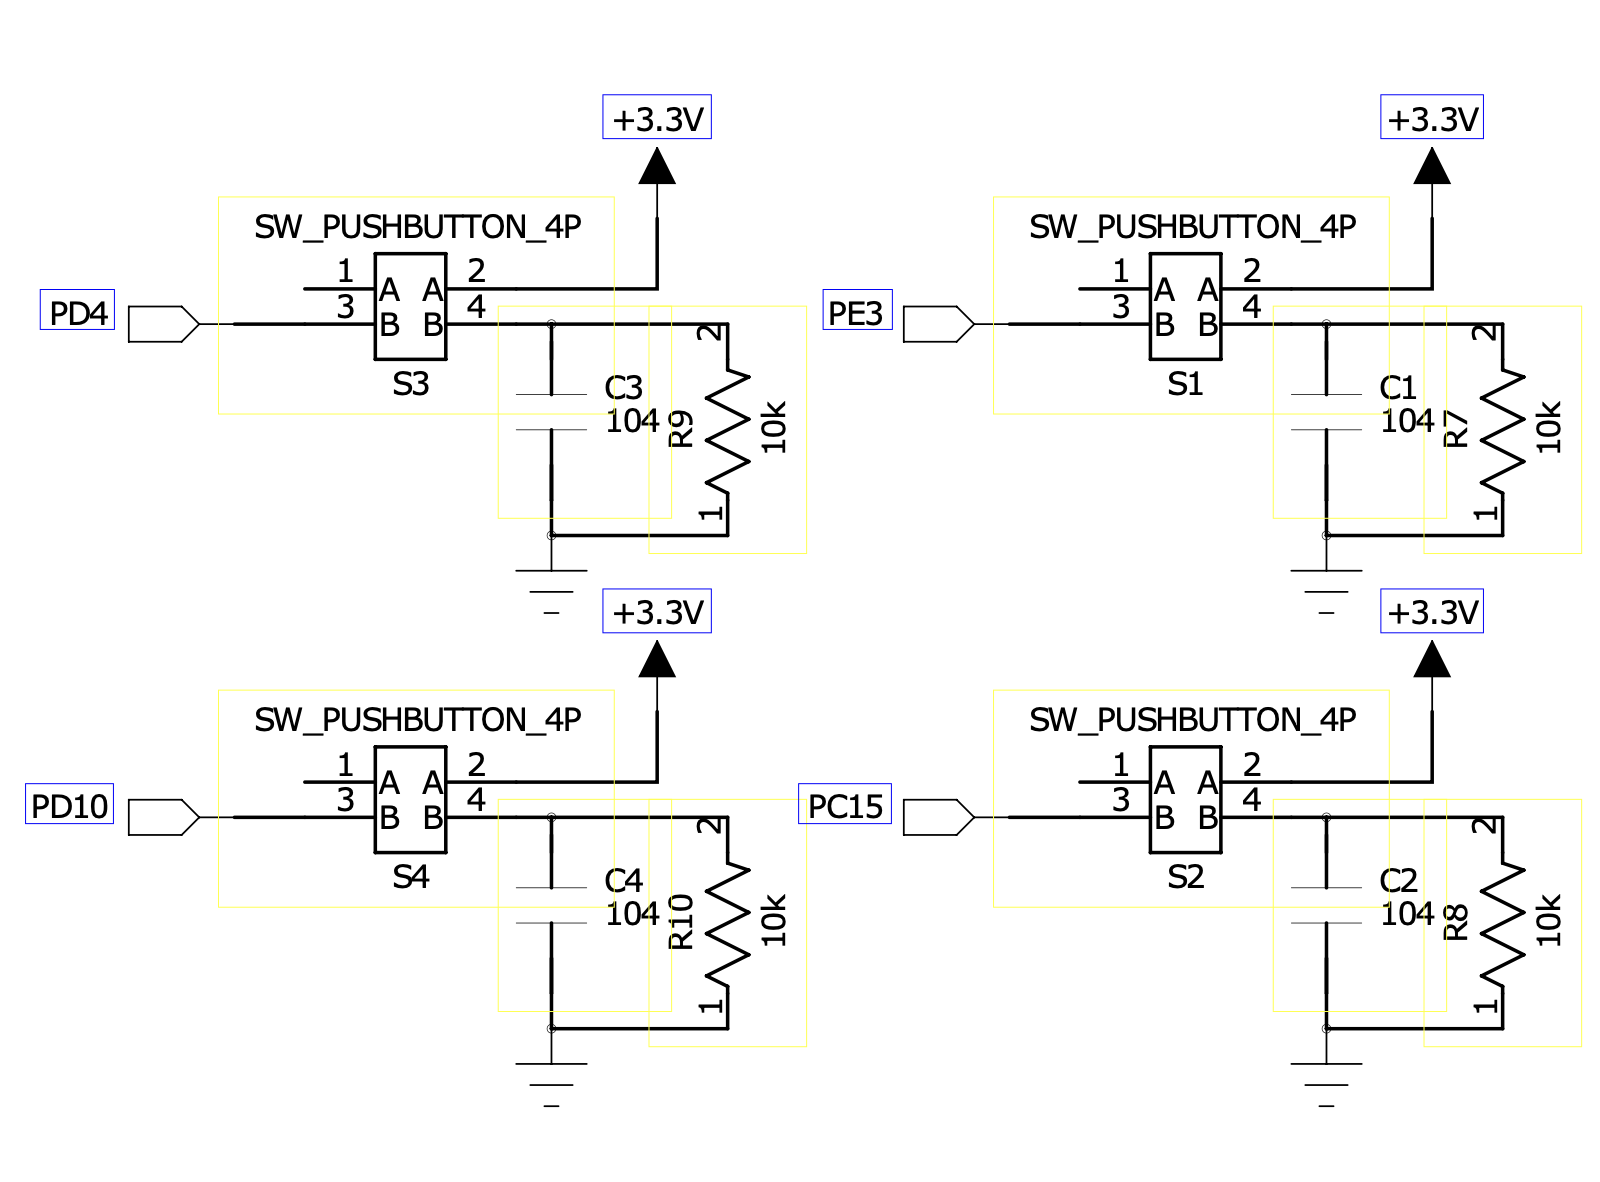 +3.3V
SW_PUSHBUTTON_4P
1 A A 2
PD4 3 B B 4
S3
C3
104
R9
2
10k
1
+3.3V
SW_PUSHBUTTON_4P
1 A A 2
PE3 3 B B 4
S1
C1
104
R7
2
10k
1
+3.3V
SW_PUSHBUTTON_4P
1 A A 2
PD10 3 B B 4
S4
C4
104
R10
2
10k
1
+3.3V
SW_PUSHBUTTON_4P
1 A A 2
PC15 3 B B 4
S2
C2
104
R8
2
10k
1